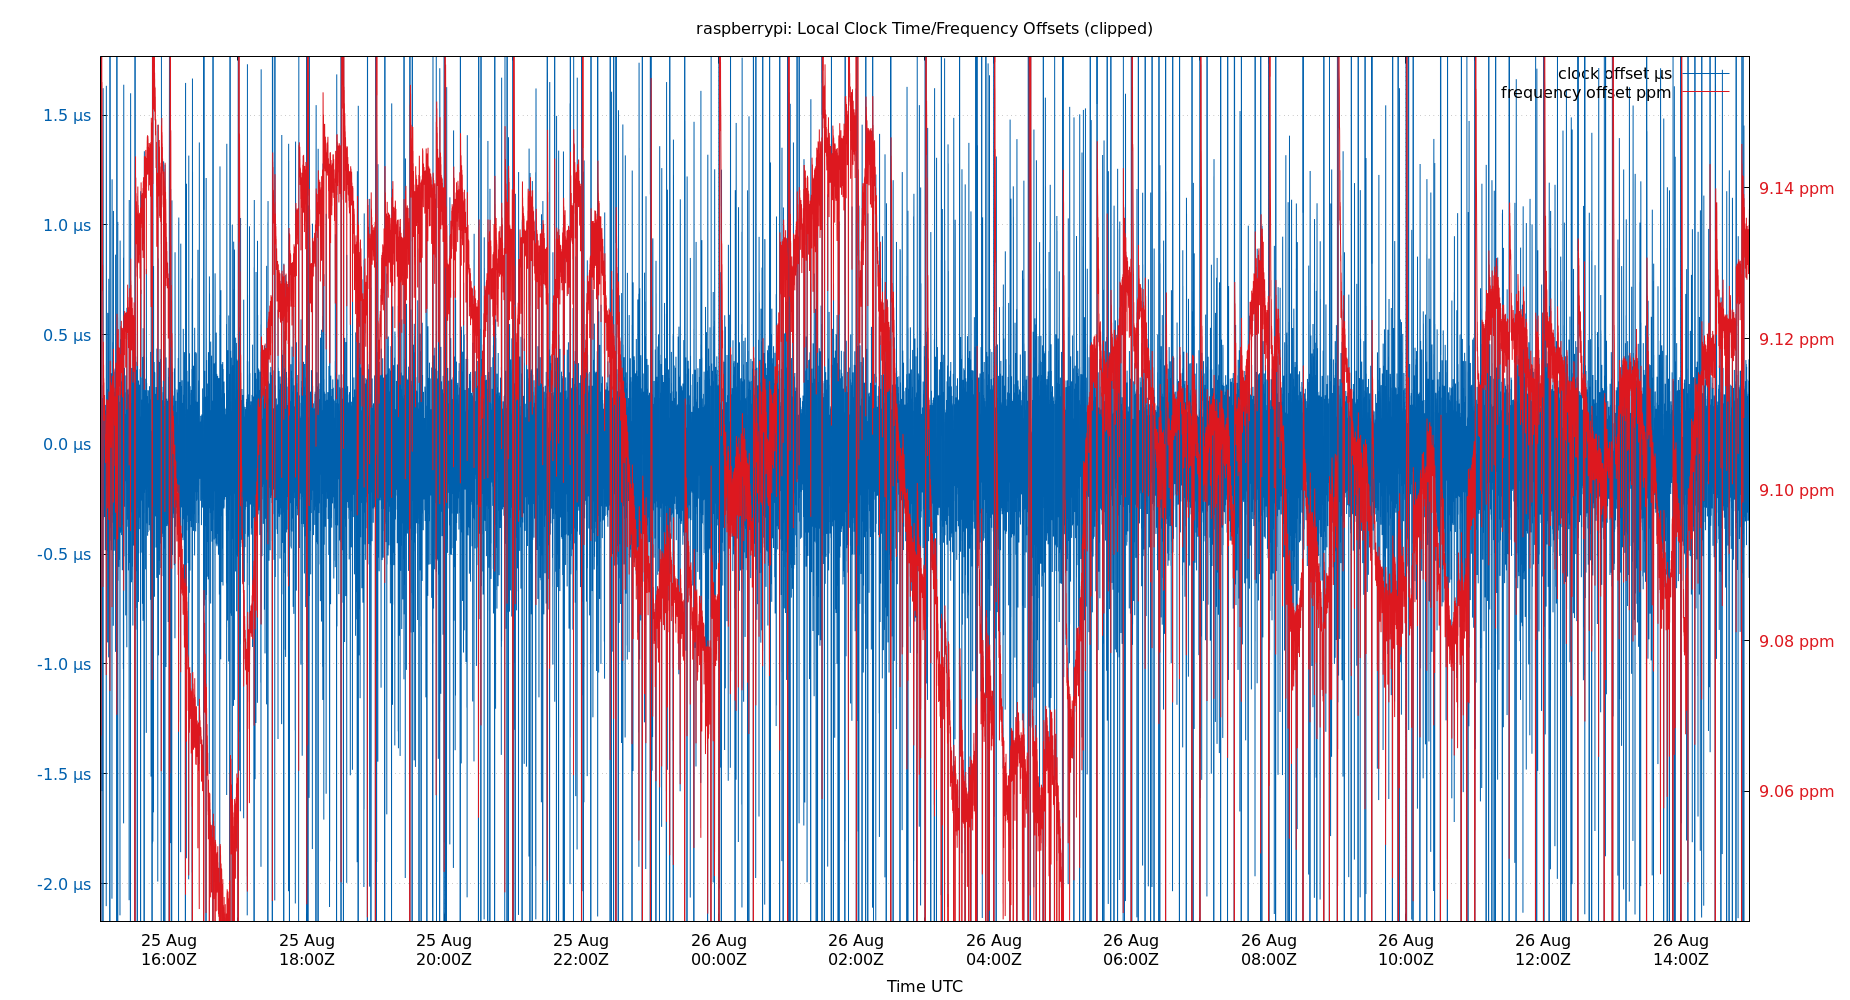 raspberrypi: Local Clock Time/Frequency Offsets (clipped)
clock offset µs
frequency offset ppm
1.5 µs
1.0 µs
0.5 µs
0.0 µs
-0.5 µs
-1.0 µs
-1.5 µs
-2.0 µs
9.14 ppm
9.12 ppm
9.10 ppm
9.08 ppm
9.06 ppm
25 Aug
16:00Z
25 Aug
18:00Z
25 Aug
20:00Z
25 Aug
22:00Z
26 Aug
00:00Z
26 Aug
02:00Z
26 Aug
04:00Z
26 Aug
06:00Z
26 Aug
08:00Z
26 Aug
10:00Z
26 Aug
12:00Z
26 Aug
14:00Z
Time UTC